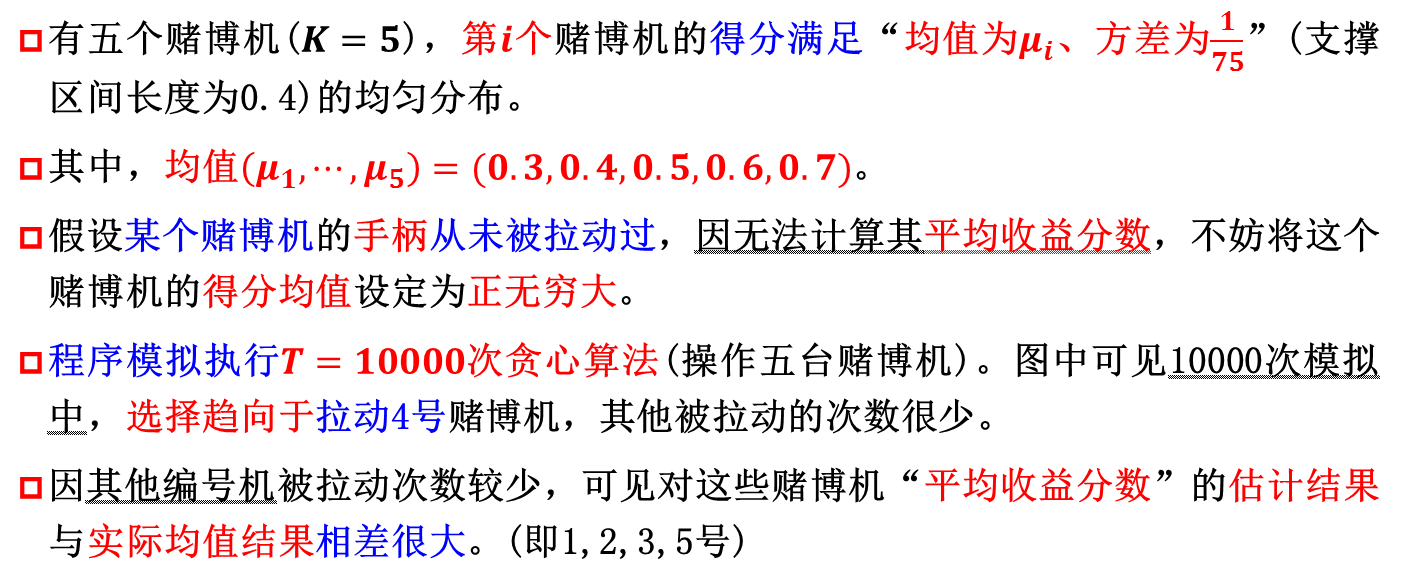 有五个赌博机(K = 5)，第i个赌博机的得分满足“均值为μᵢ、方差为1/75”(支撑
区间长度为0.4)的均匀分布。
其中，均值(μ₁,⋯,μ₅) = (0.3,0.4,0.5,0.6,0.7)。
假设某个赌博机的手柄从未被拉动过，因无法计算其平均收益分数，不妨将这个
赌博机的得分均值设定为正无穷大。
程序模拟执行T = 10000次贪心算法(操作五台赌博机)。图中可见10000次模拟
中，选择趋向于拉动4号赌博机，其他被拉动的次数很少。
因其他编号机被拉动次数较少，可见对这些赌博机“平均收益分数”的估计结果
与实际均值结果相差很大。(即1,2,3,5号)